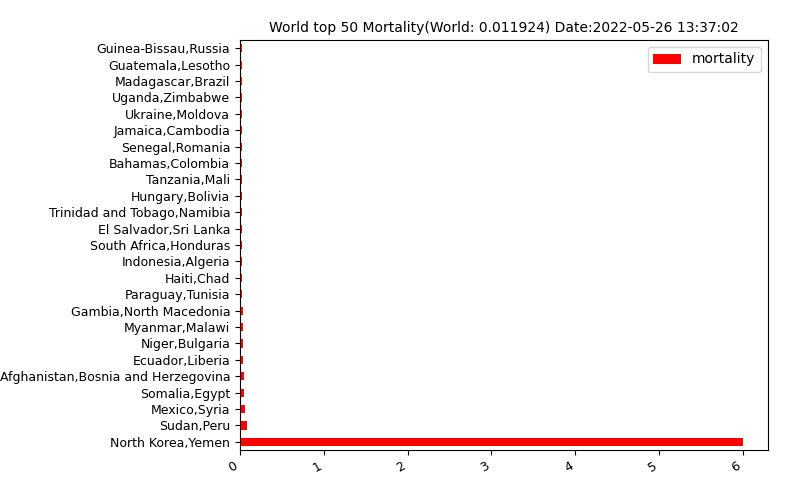 World top 50 Mortality(World: 0.011924) Date:2022-05-26 13:37:02
mortality
Guinea-Bissau,Russia
Guatemala,Lesotho
Madagascar,Brazil
Uganda,Zimbabwe
Ukraine,Moldova
Jamaica,Cambodia
Senegal,Romania
Bahamas,Colombia
Tanzania,Mali
Hungary,Bolivia
Trinidad and Tobago,Namibia
El Salvador,Sri Lanka
South Africa,Honduras
Indonesia,Algeria
Haiti,Chad
Paraguay,Tunisia
Gambia,North Macedonia
Myanmar,Malawi
Niger,Bulgaria
Ecuador,Liberia
Afghanistan,Bosnia and Herzegovina
Somalia,Egypt
Mexico,Syria
Sudan,Peru
North Korea,Yemen
0 1 2 3 4 5 6